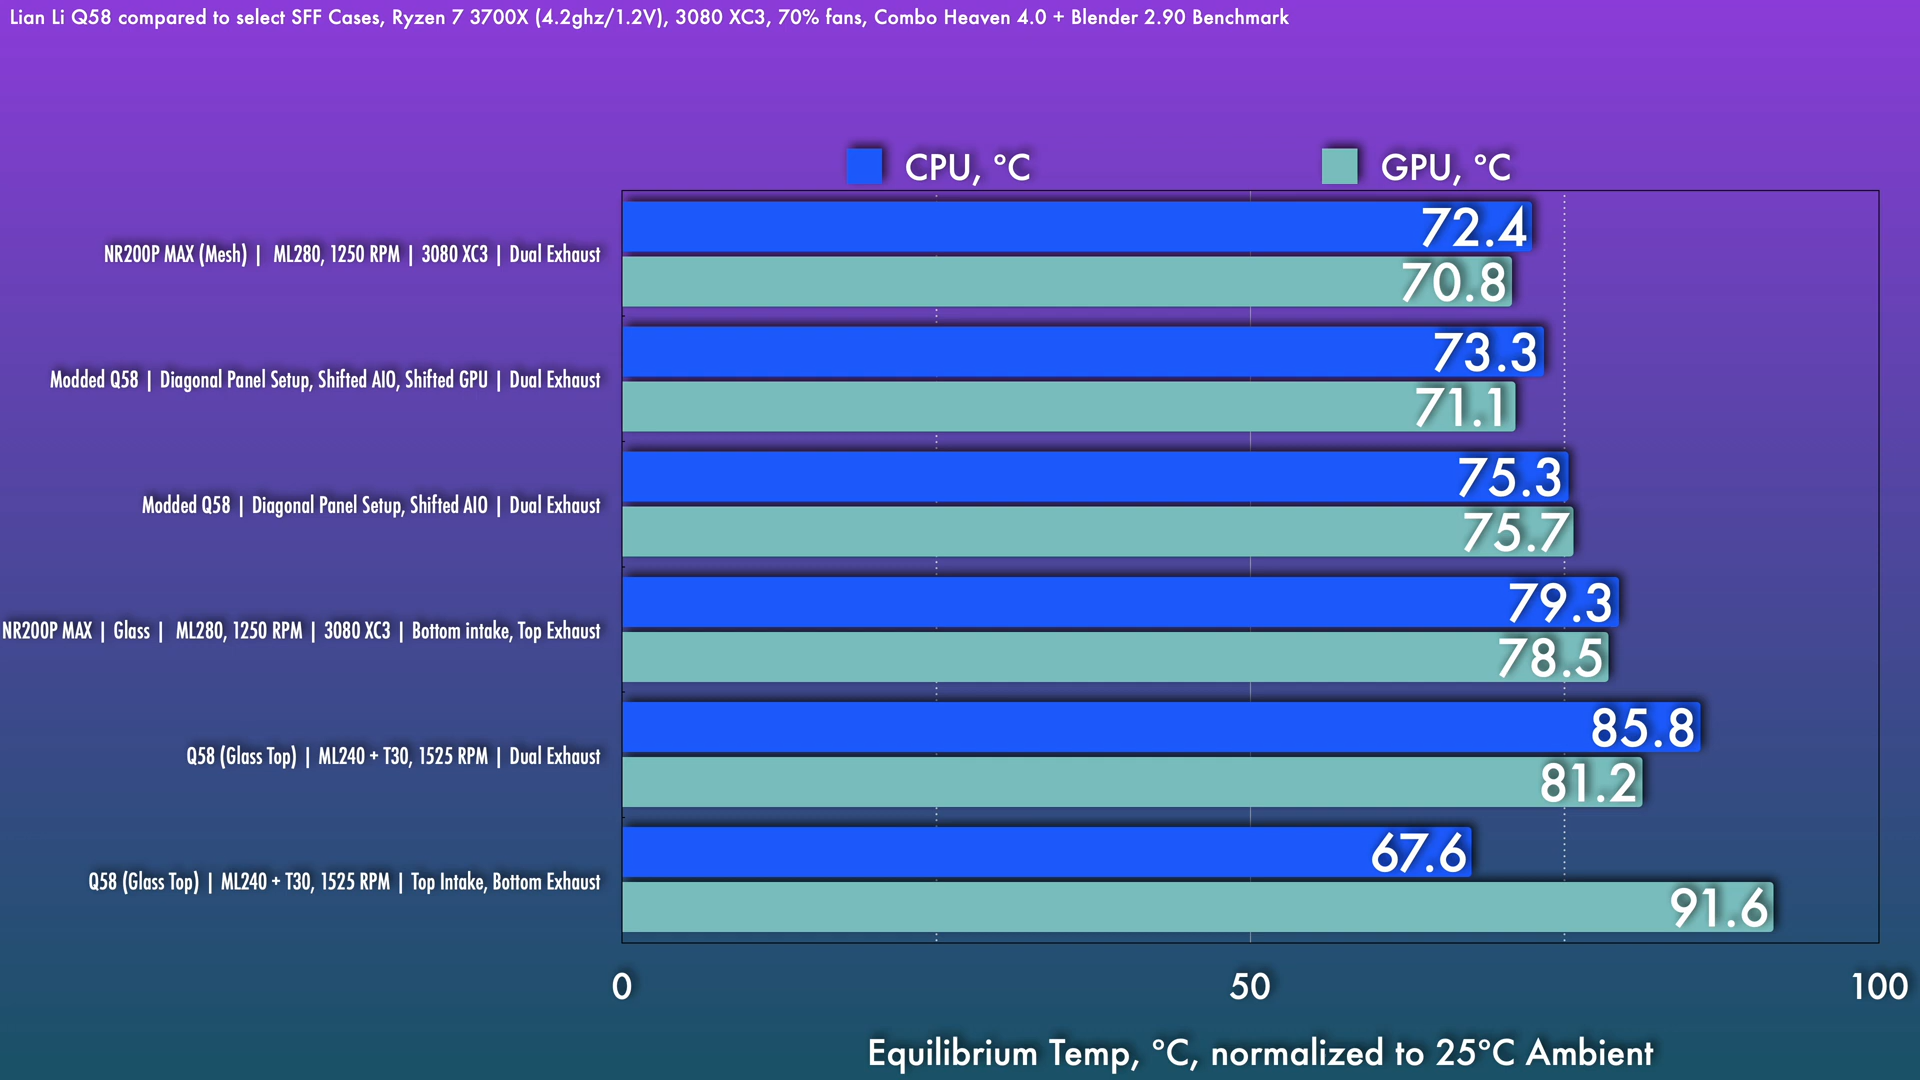 Lian Li Q58 compared to select SFF Cases, Ryzen 7 3700X (4.2ghz/1.2V), 3080 XC3, 70% fans, Combo Heaven 4.0 + Blender 2.90 Benchmark
CPU, °C GPU, °C
NR200P MAX (Mesh) | ML280, 1250 RPM | 3080 XC3 | Dual Exhaust
72.4
70.8
Modded Q58 | Diagonal Panel Setup, Shifted AIO, Shifted GPU | Dual Exhaust
73.3
71.1
Modded Q58 | Diagonal Panel Setup, Shifted AIO | Dual Exhaust
75.3
75.7
NR200P MAX | Glass | ML280, 1250 RPM | 3080 XC3 | Bottom intake, Top Exhaust
79.3
78.5
Q58 (Glass Top) | ML240 + T30, 1525 RPM | Dual Exhaust
85.8
81.2
Q58 (Glass Top) | ML240 + T30, 1525 RPM | Top Intake, Bottom Exhaust
67.6
91.6
0 50 100
Equilibrium Temp, °C, normalized to 25°C Ambient